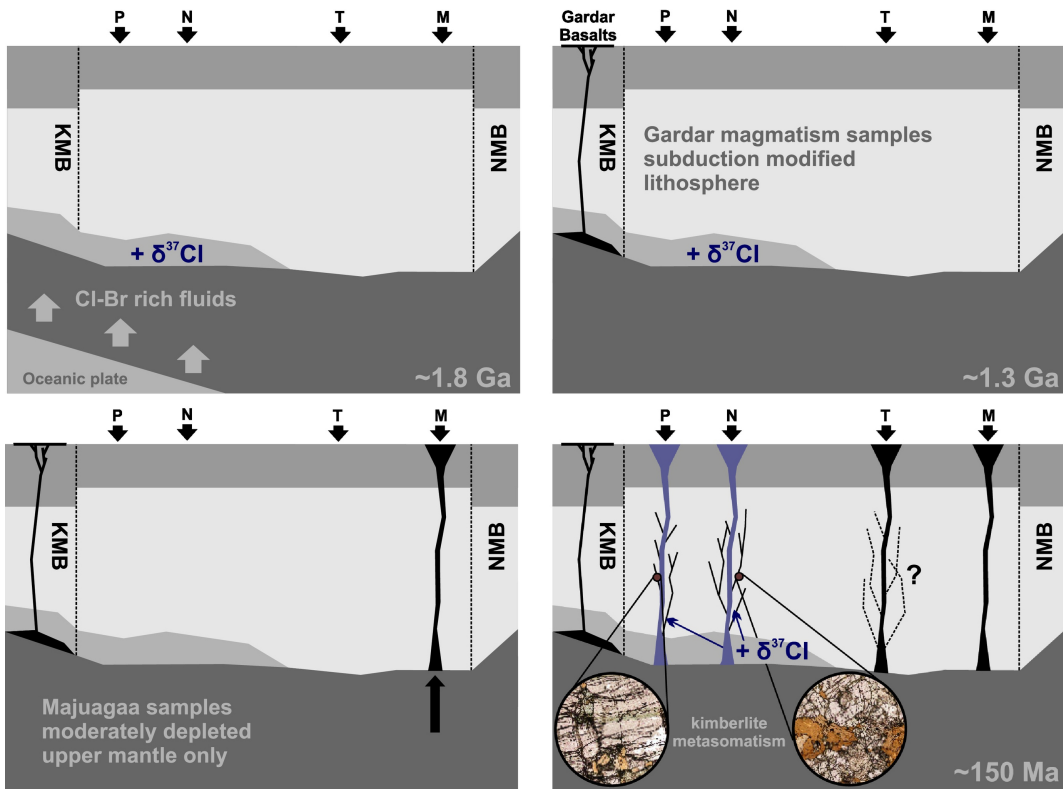 P N T M
KMB
NMB
+ δ³⁷Cl
Cl-Br rich fluids
Oceanic plate
~1.8 Ga
Gardar
Basalts
P N T M
Gardar magmatism samples
subduction modified
lithosphere
KMB
NMB
+ δ³⁷Cl
~1.3 Ga
P N T M
KMB
NMB
Majuagaa samples
moderately depleted
upper mantle only
P N T M
KMB
NMB
?
+ δ³⁷Cl
kimberlite
metasomatism
~150 Ma